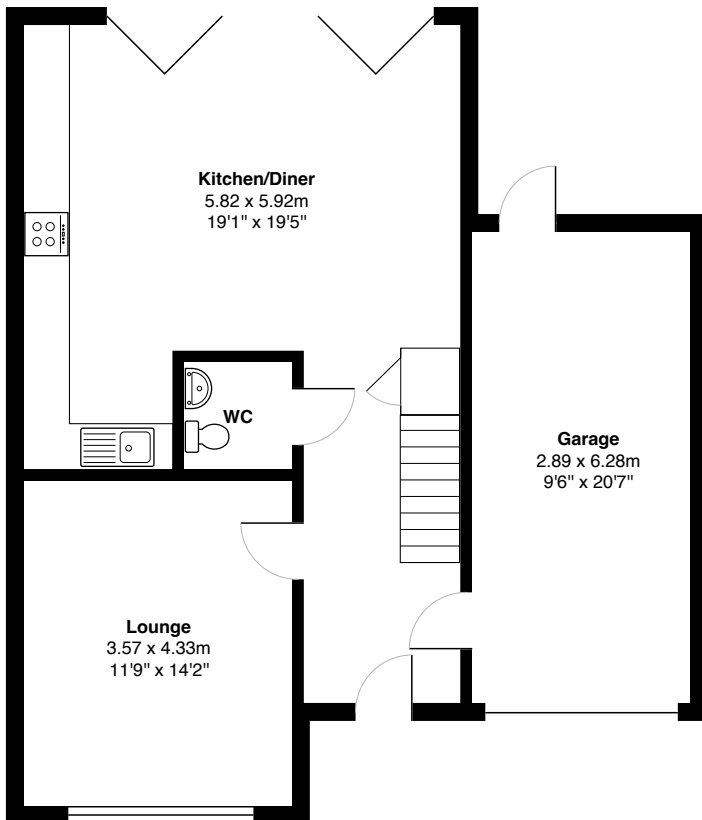 Kitchen/Diner
5.82 x 5.92m
19'1" x 19'5"
WC
Garage
2.89 x 6.28m
9'6" x 20'7"
Lounge
3.57 x 4.33m
11'9" x 14'2"